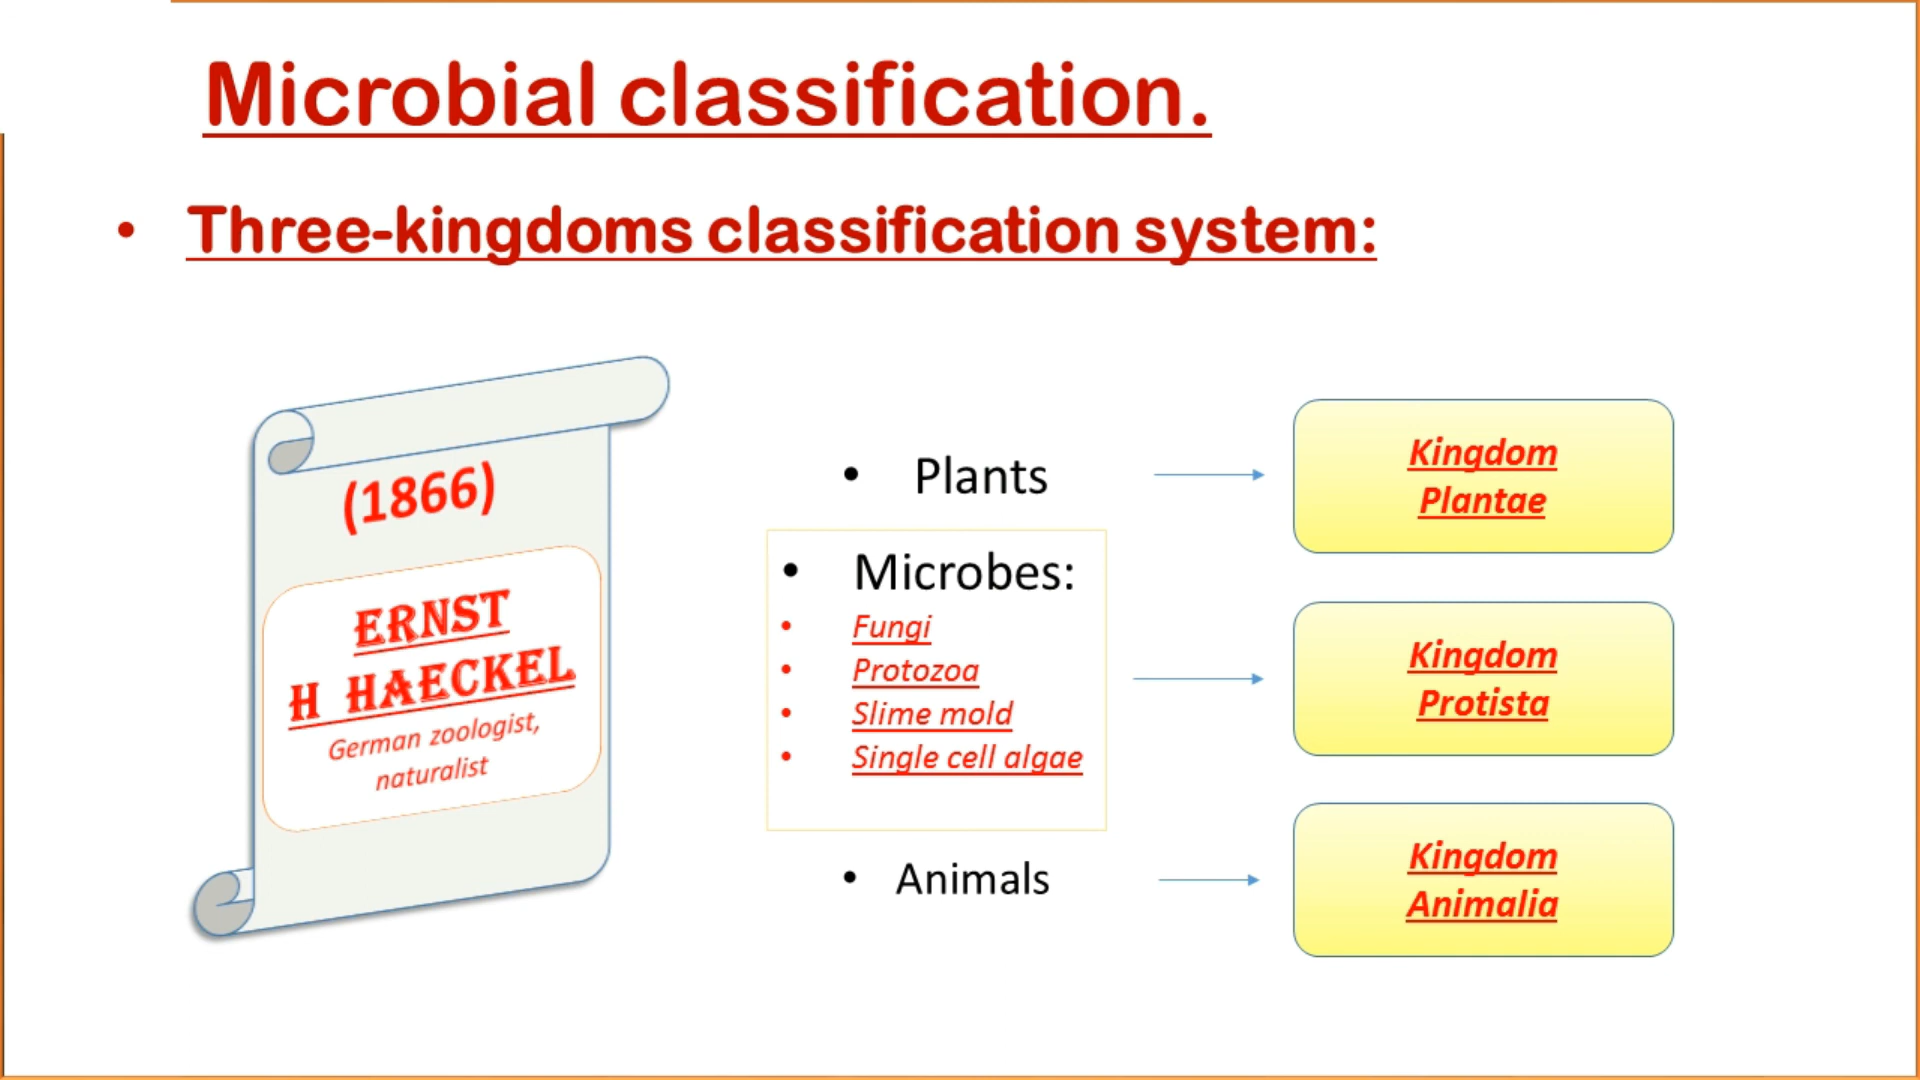 Microbial classification.
• Three-kingdoms classification system:
(1866)
ERNST
H HAECKEL
German zoologist,
naturalist
• Plants
• Microbes:
• Fungi
• Protozoa
• Slime mold
• Single cell algae
• Animals
Kingdom
Plantae
Kingdom
Protista
Kingdom
Animalia